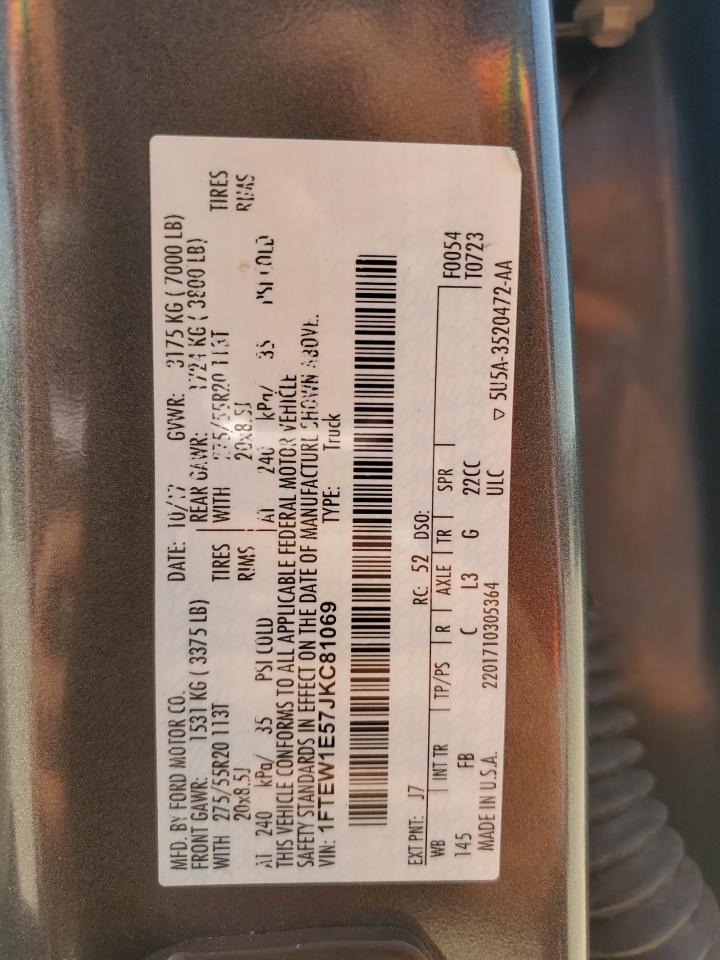 MFD. BY FORD MOTOR CO.
DATE: 10/17 GVWR: 3175 KG ( 7000 LB)
FRONT GAWR: 1531 KG ( 3375 LB)
REAR GAWR: 1724 KG ( 3800 LB)
WITH 275/55R20 113T TIRES
WITH 275/55R20 113T TIRES
20x8.5J RIMS
20x8.5J RIMS
AT 240 kPa/ 35 PSI COLD
AT 240 kPa/ 35 PSI COLD
THIS VEHICLE CONFORMS TO ALL APPLICABLE FEDERAL MOTOR VEHICLE
SAFETY STANDARDS IN EFFECT ON THE DATE OF MANUFACTURE SHOWN ABOVE.
VIN: 1FTEW1E57JKC81069
TYPE: Truck
EXT PNT: J7 RC: 52 DSO:
F0054
T0723
WB INT TR TP/PS R AXLE TR SPR
145 FB C L3 G 22CC
ULC
MADE IN U.S.A. 2201710305364
▽ 5U5A-3520472-AA